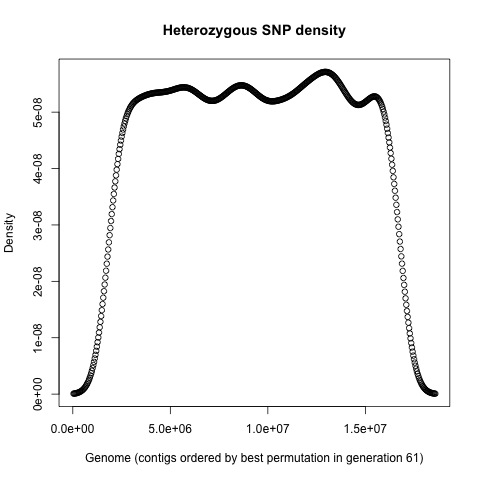 Heterozygous SNP density
5e-08
4e-08
3e-08
2e-08
1e-08
0e+00
Density
0.0e+00 5.0e+06 1.0e+07 1.5e+07
Genome (contigs ordered by best permutation in generation 61)